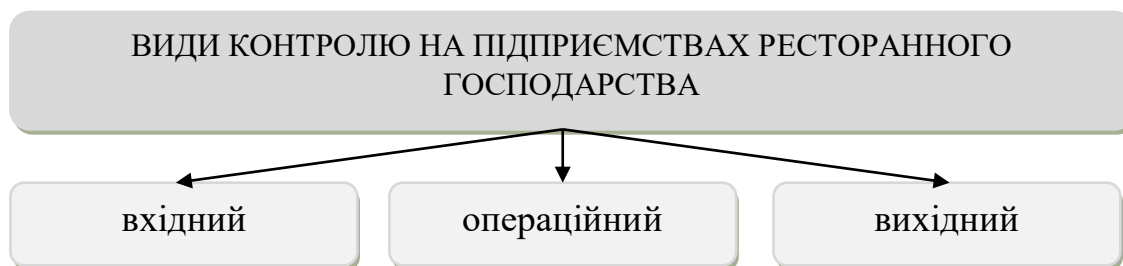 ВИДИ КОНТРОЛЮ НА ПІДПРИЄМСТВАХ РЕСТОРАННОГО
ГОСПОДАРСТВА
вхідний
операційний
вихідний